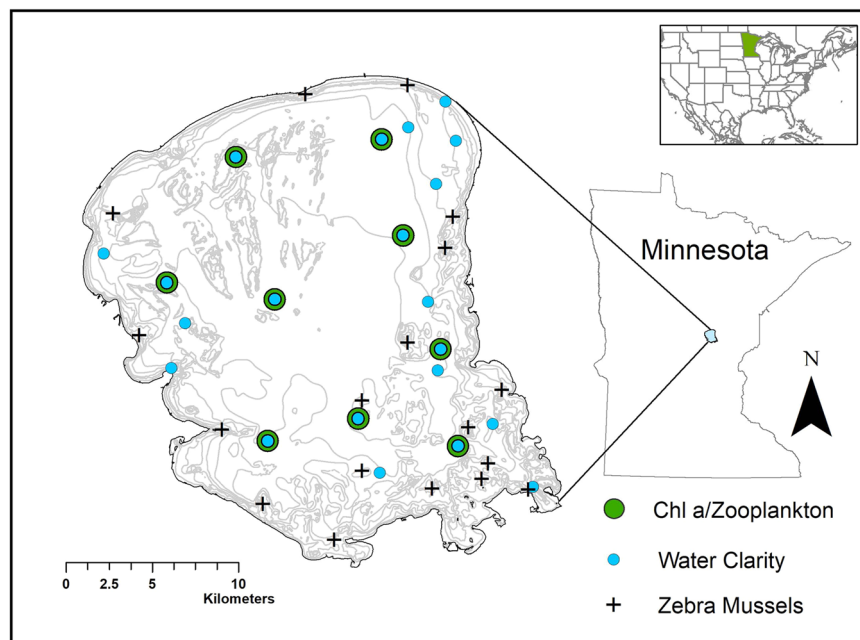 Minnesota
N
Chl a/Zooplankton
Water Clarity
Zebra Mussels
0 2.5 5 10
Kilometers